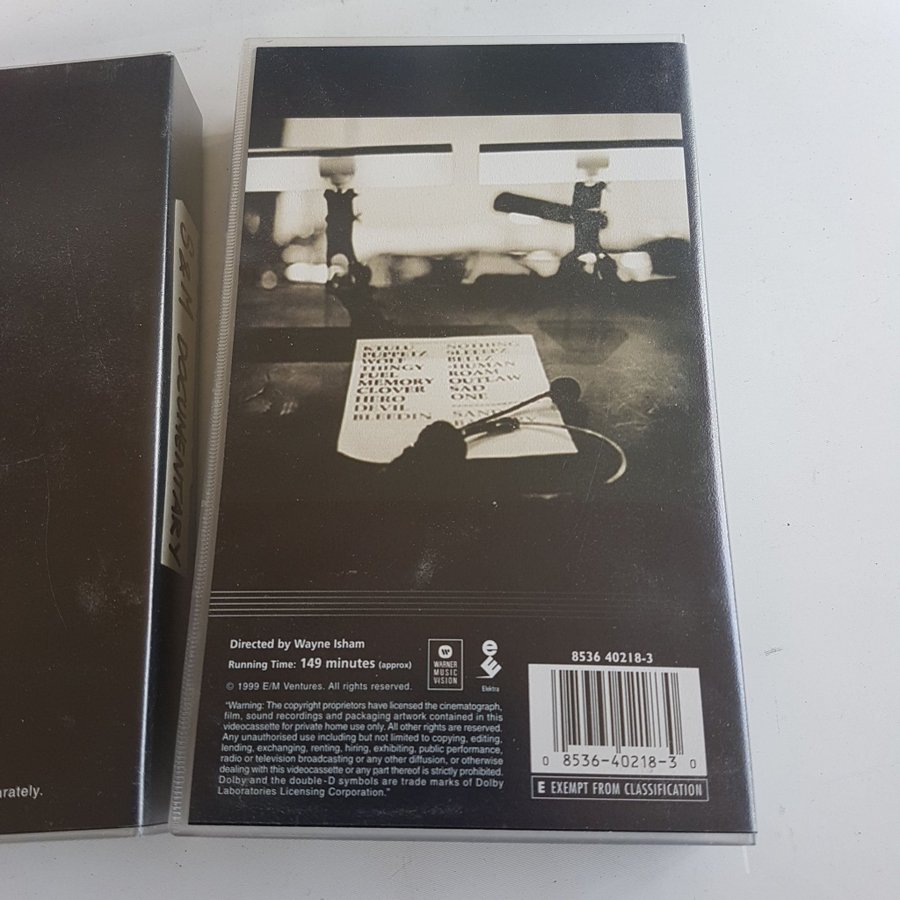 S&M DOCUMENTARY
arately.
KTULU
PUPPETZ
WOLF
THINGY
FUEL
MEMORY
CLOVER
HERO
DEVIL
BLEEDIN
NOTHING
SLEEPZ
BELLZ
-HUMAN
ROAM
OUTLAW
SAD
ONE
Directed by Wayne Isham
Running Time: 149 minutes (approx)
© 1999 E/M Ventures. All rights reserved.
WARNER
MUSIC
VISION
Elektra
"Warning: The copyright proprietors have licensed the cinematograph,
film, sound recordings and packaging artwork contained in this
videocassette for private home use only. All other rights are reserved.
Any unauthorised use including but not limited to copying, editing,
lending, exchanging, renting, hiring, exhibiting, public performance,
radio or television broadcasting or any other diffusion, or otherwise
dealing with this videocassette or any part thereof is strictly prohibited.
Dolby and the double-D symbols are trade marks of Dolby
Laboratories Licensing Corporation."
8536 40218-3
0 8536-40218-3 0
E EXEMPT FROM CLASSIFICATION